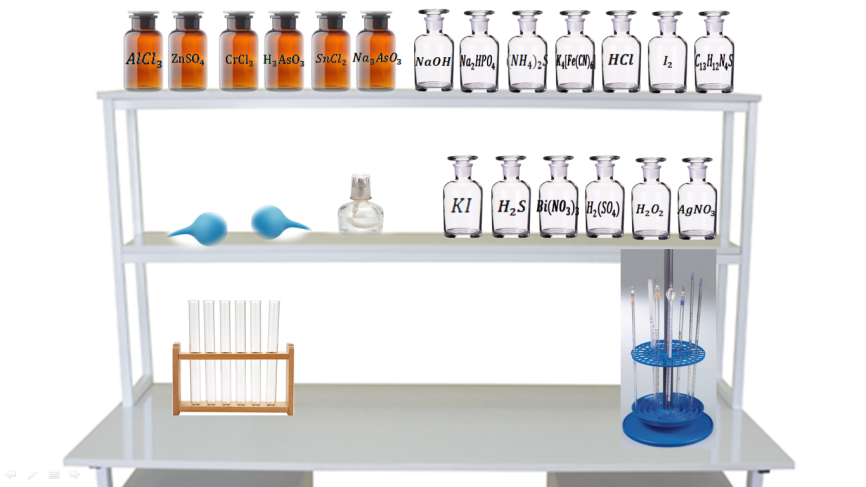 AlCl₃
ZnSO₄
CrCl₃
H₃AsO₃
SnCl₂
Na₃AsO₃
NaOH
Na₂HPO₄
(NH₄)₂S
K₄[Fe(CN)₆
HCl
I₂
C₁₃H₁₂N₄S
KI
H₂S
Bi(NO₃)₃
H₂(SO₄)
H₂O₂
AgNO₃